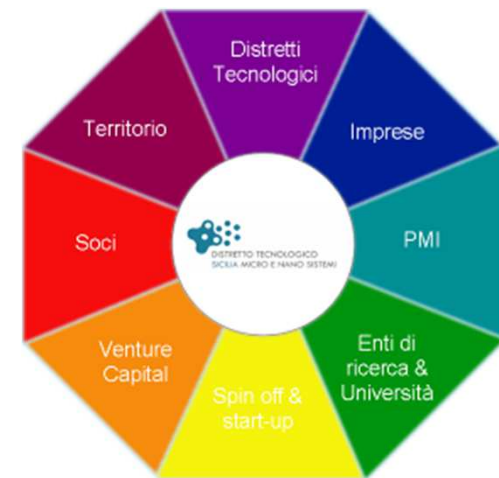 Distretti
Tecnologici
Imprese
PMI
Enti di
ricerca &
Università
Spin off &
start-up
Venture
Capital
Soci
Territorio
DISTRETTO TECNOLOGICO
SICILIA MICRO E NANO SISTEMI